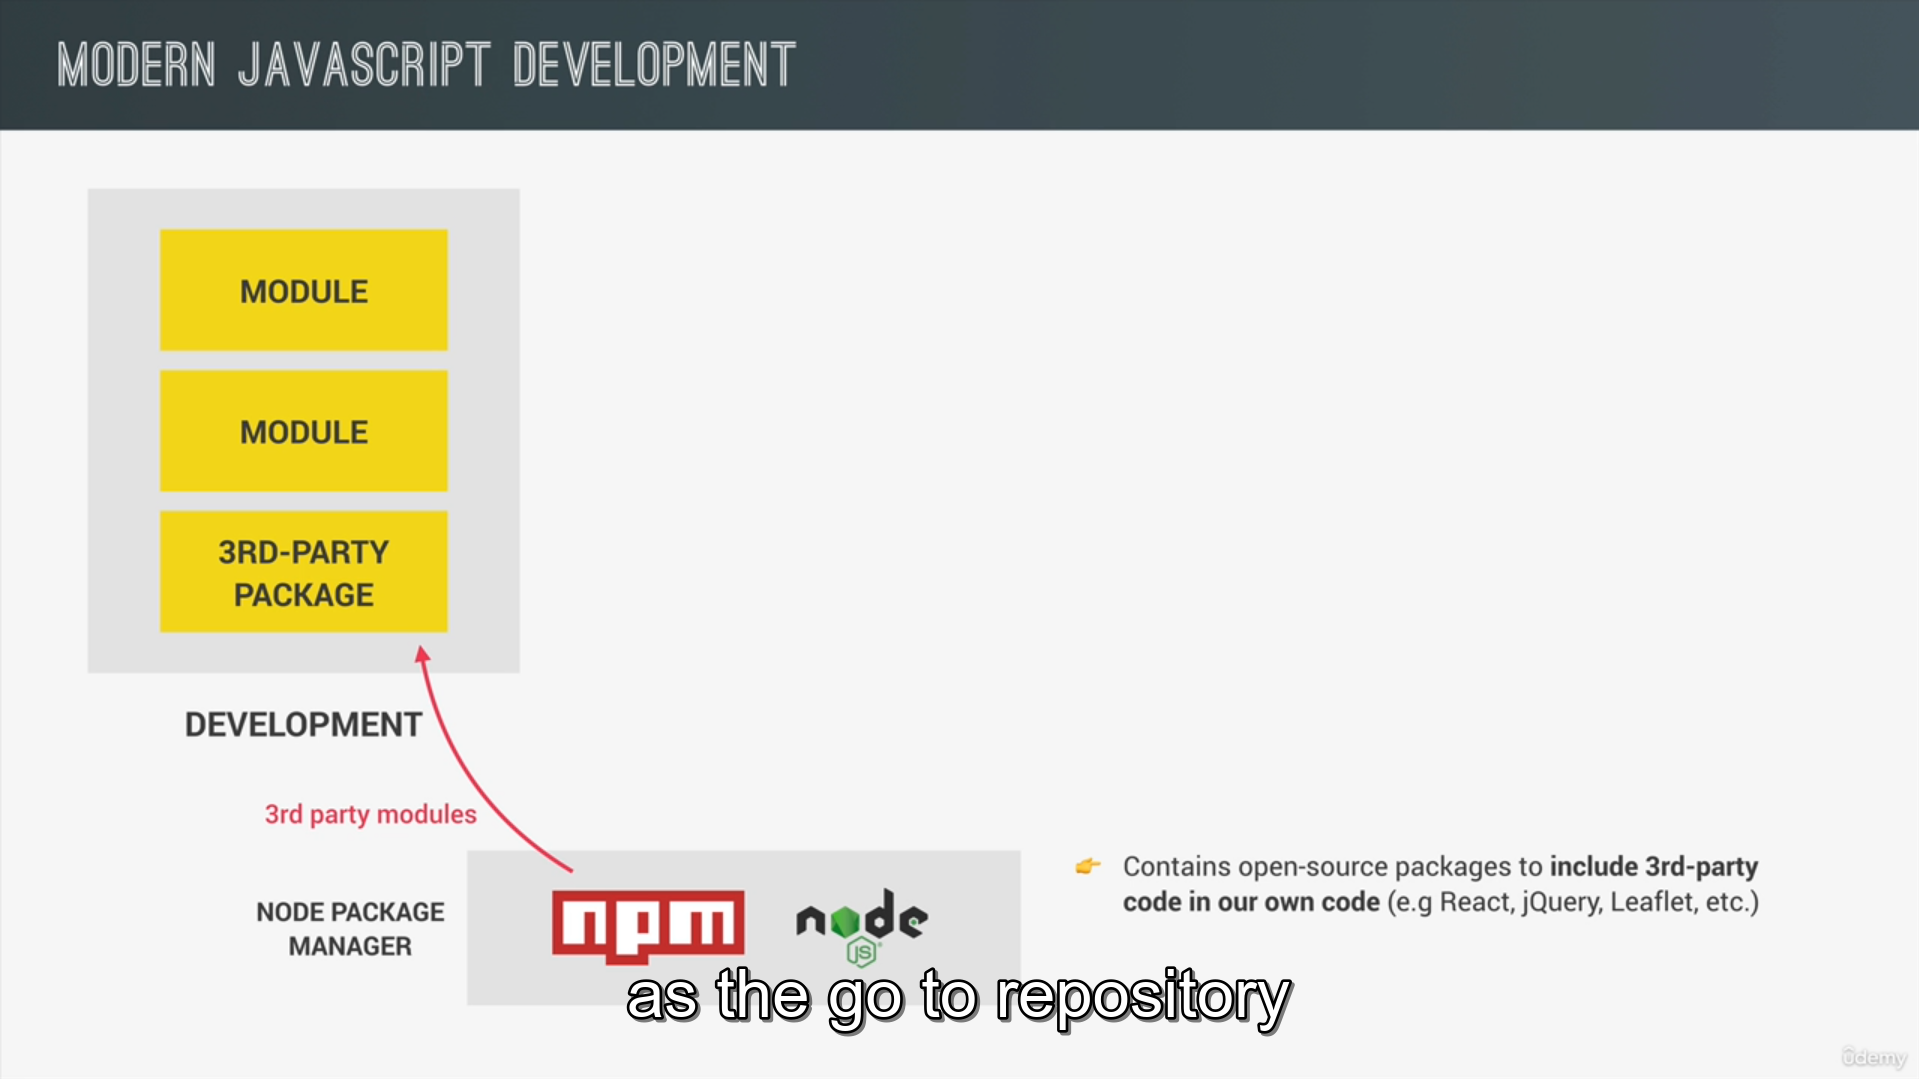 MODERN JAVASCRIPT DEVELOPMENT
MODULE
MODULE
3RD-PARTY
PACKAGE
DEVELOPMENT
3rd party modules
NODE PACKAGE
MANAGER
npm
node
JS
👉 Contains open-source packages to include 3rd-party
code in our own code (e.g React, jQuery, Leaflet, etc.)
as the go to repository
ûdemy